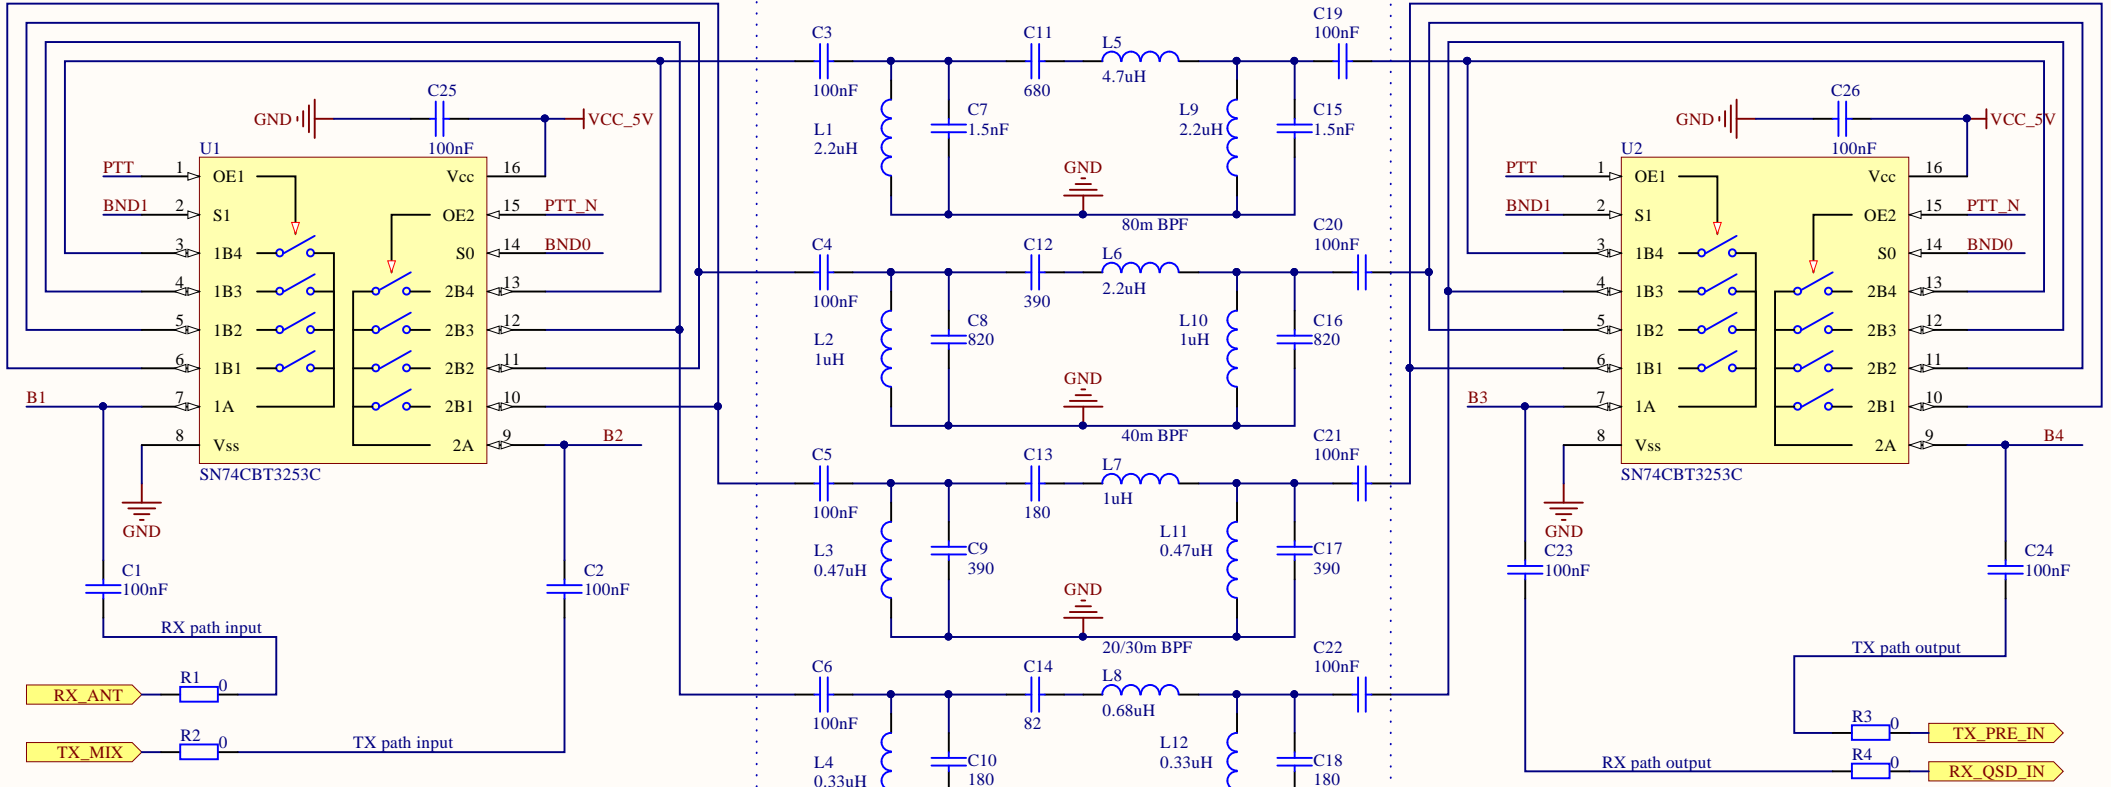 C3
100nF
C11
680
L5
4.7uH
C19
100nF
L1
2.2uH
C7
1.5nF
L9
2.2uH
C15
1.5nF
GND
80m BPF
GND
C25
100nF
VCC_5V
U1
PTT
1
OE1
Vcc
16
BND1
2
S1
OE2
15
PTT_N
3
1B4
S0
14
BND0
4
1B3
2B4
13
5
1B2
2B3
12
6
1B1
2B2
11
B1
7
1A
2B1
10
8
Vss
2A
9
B2
SN74CBT3253C
GND
C1
100nF
C2
100nF
RX path input
RX_ANT
R1
0
TX_MIX
R2
0
TX path input
C4
100nF
C12
390
L6
2.2uH
C20
100nF
L2
1uH
C8
820
L10
1uH
C16
820
GND
40m BPF
C5
100nF
C13
180
L7
1uH
C21
100nF
L3
0.47uH
C9
390
L11
0.47uH
C17
390
GND
20/30m BPF
C6
100nF
C14
82
L8
0.68uH
C22
100nF
L4
0.33uH
C10
180
L12
0.33uH
C18
180
GND
C26
100nF
VCC_5V
U2
PTT
1
OE1
Vcc
16
BND1
2
S1
OE2
15
PTT_N
3
1B4
S0
14
BND0
4
1B3
2B4
13
5
1B2
2B3
12
6
1B1
2B2
11
B3
7
1A
2B1
10
8
Vss
2A
9
B4
SN74CBT3253C
GND
C23
100nF
C24
100nF
TX path output
R3
0
TX_PRE_IN
RX path output
R4
0
RX_QSD_IN